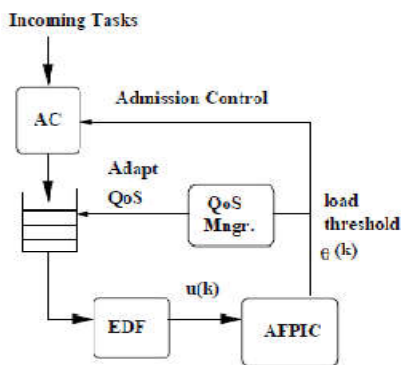 Incoming Tasks
AC
Admission Control
Adapt
QoS
QoS
Mngr.
load
threshold
θ (k)
u(k)
EDF
AFPIC